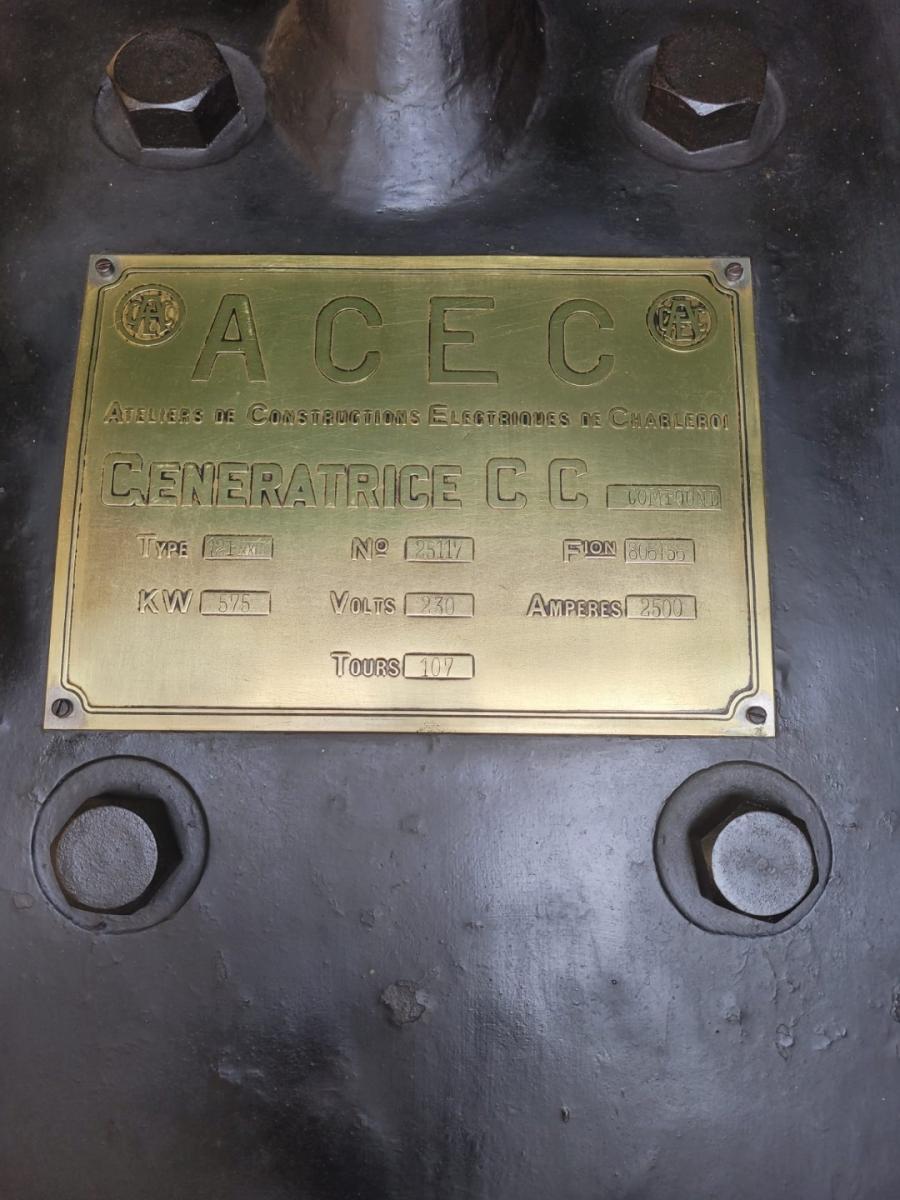 ACEC
ATELIERS DE CONSTRUCTIONS ELECTRIQUES DE CHARLEROI
GENERATRICE C C COMPOUND
TYPE Nº 25117 FION
KW 575 VOLTS 230 AMPERES 2500
TOURS 107